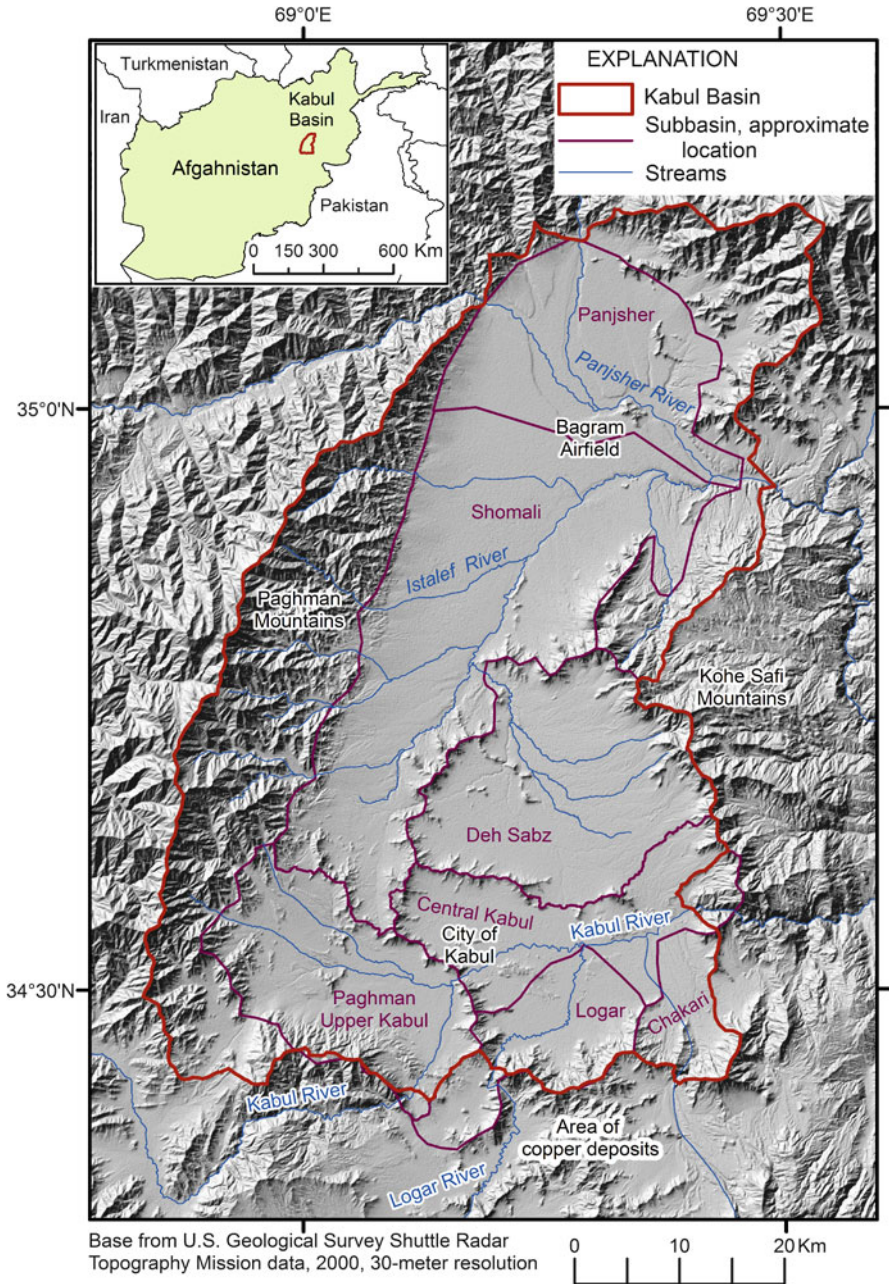 69°0'E
69°30'E
Turkmenistan
Iran
Kabul
Basin
Afgahnistan
Pakistan
0 150 300 600 Km
EXPLANATION
Kabul Basin
Subbasin, approximate
location
Streams
Panjsher
Panjsher River
35°0'N
Bagram
Airfield
Shomali
Istalef River
Paghman
Mountains
Kohe Safi
Mountains
Deh Sabz
Central Kabul
Kabul River
City of
Kabul
34°30'N
Paghman
Upper Kabul
Logar
Chakari
Kabul River
Area of
copper deposits
Logar River
Base from U.S. Geological Survey Shuttle Radar
Topography Mission data, 2000, 30-meter resolution
0 10 20 Km